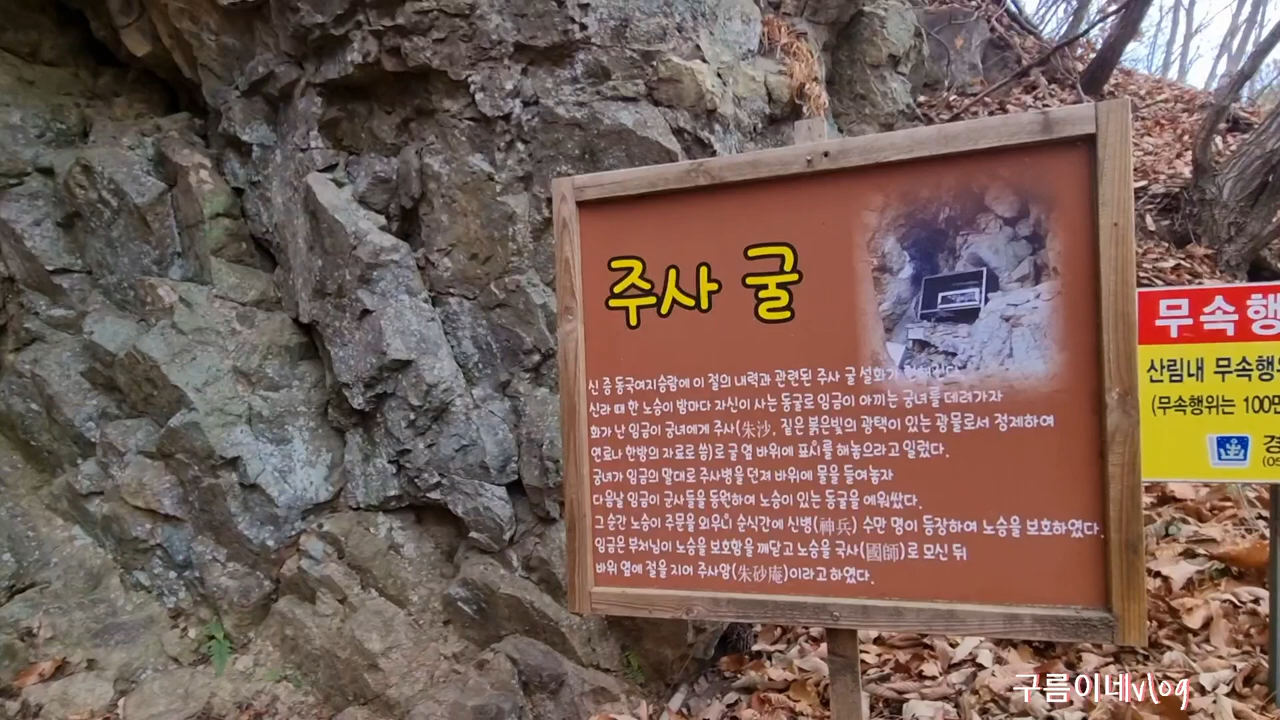 주사 굴
신 증 동국여지승람에 이 절의 내력과 관련된 주사 굴 설화가
신라 때 한 노승이 밤마다 자신이 사는 동굴로 임금이 아끼는 궁녀를 데려가자
화가 난 임금이 궁녀에게 주사(朱沙, 짙은 붉은빛의 광택이 있는 광물로서 정제하여
연료나 한방의 자료로 씀)로 굴 옆 바위에 표시를 해놓으라고 일렀다.
궁녀가 임금의 말대로 주사병을 던져 바위에 물을 들여놓자
다음날 임금이 군사들을 동원하여 노승이 있는 동굴을 에워쌌다.
그 순간 노승이 주문을 외우니 순식간에 신병(神兵) 수만 명이 등장하여 노승을 보호하였다.
임금은 부처님이 노승을 보호함을 깨닫고 노승을 국사(國師)로 모신 뒤
바위 옆에 절을 지어 주사암(朱砂庵)이라고 하였다.
무속행
산림내 무속행
(무속행위는 100만
경
(05
구름이네vlog